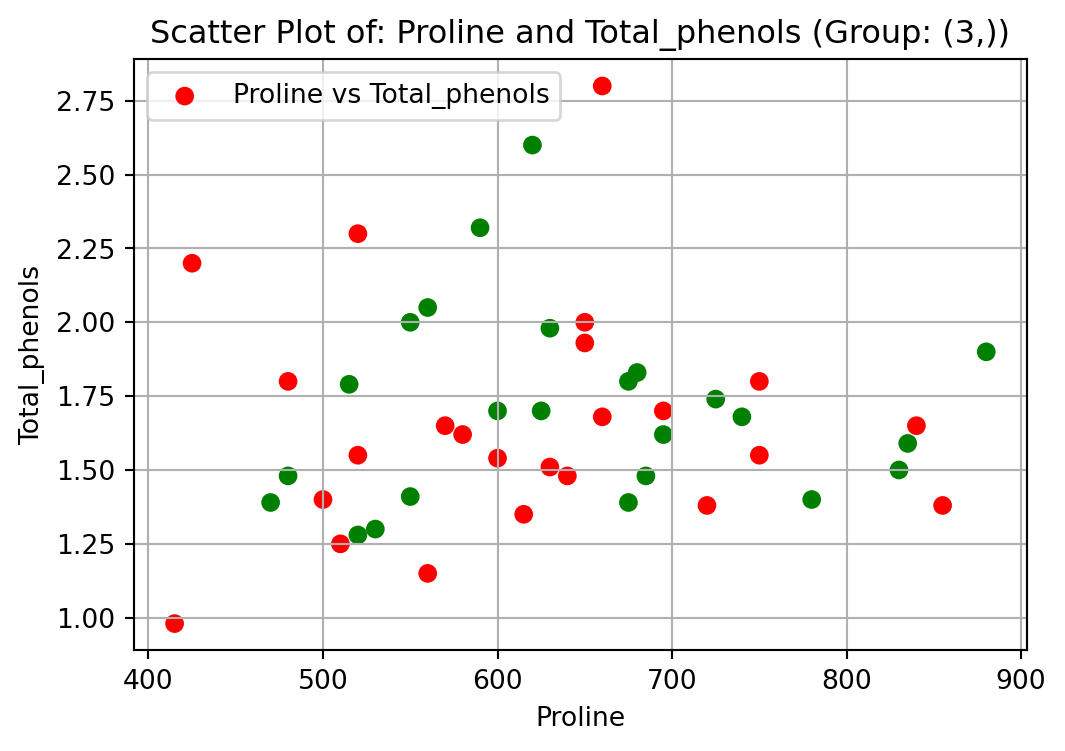 Scatter Plot of: Proline and Total_phenols (Group: (3,))
Proline vs Total_phenols
Total_phenols
2.75
2.50
2.25
2.00
1.75
1.50
1.25
1.00
400 500 600 700 800 900
Proline